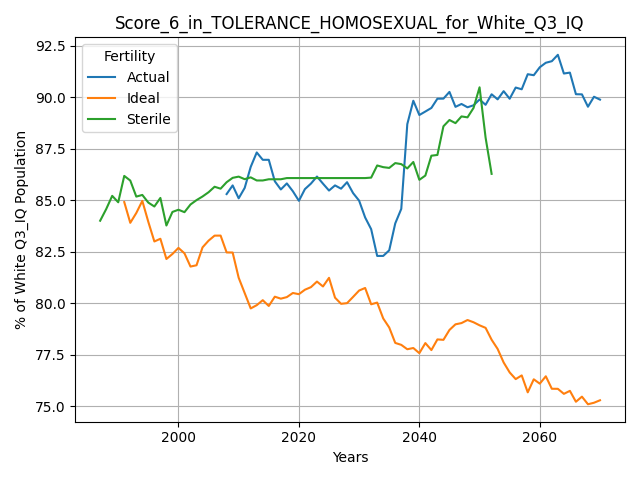 Score_6_in_TOLERANCE_HOMOSEXUAL_for_White_Q3_IQ
Fertility
Actual
Ideal
Sterile
% of White Q3_IQ Population
92.5
90.0
87.5
85.0
82.5
80.0
77.5
75.0
2000
2020
2040
2060
Years